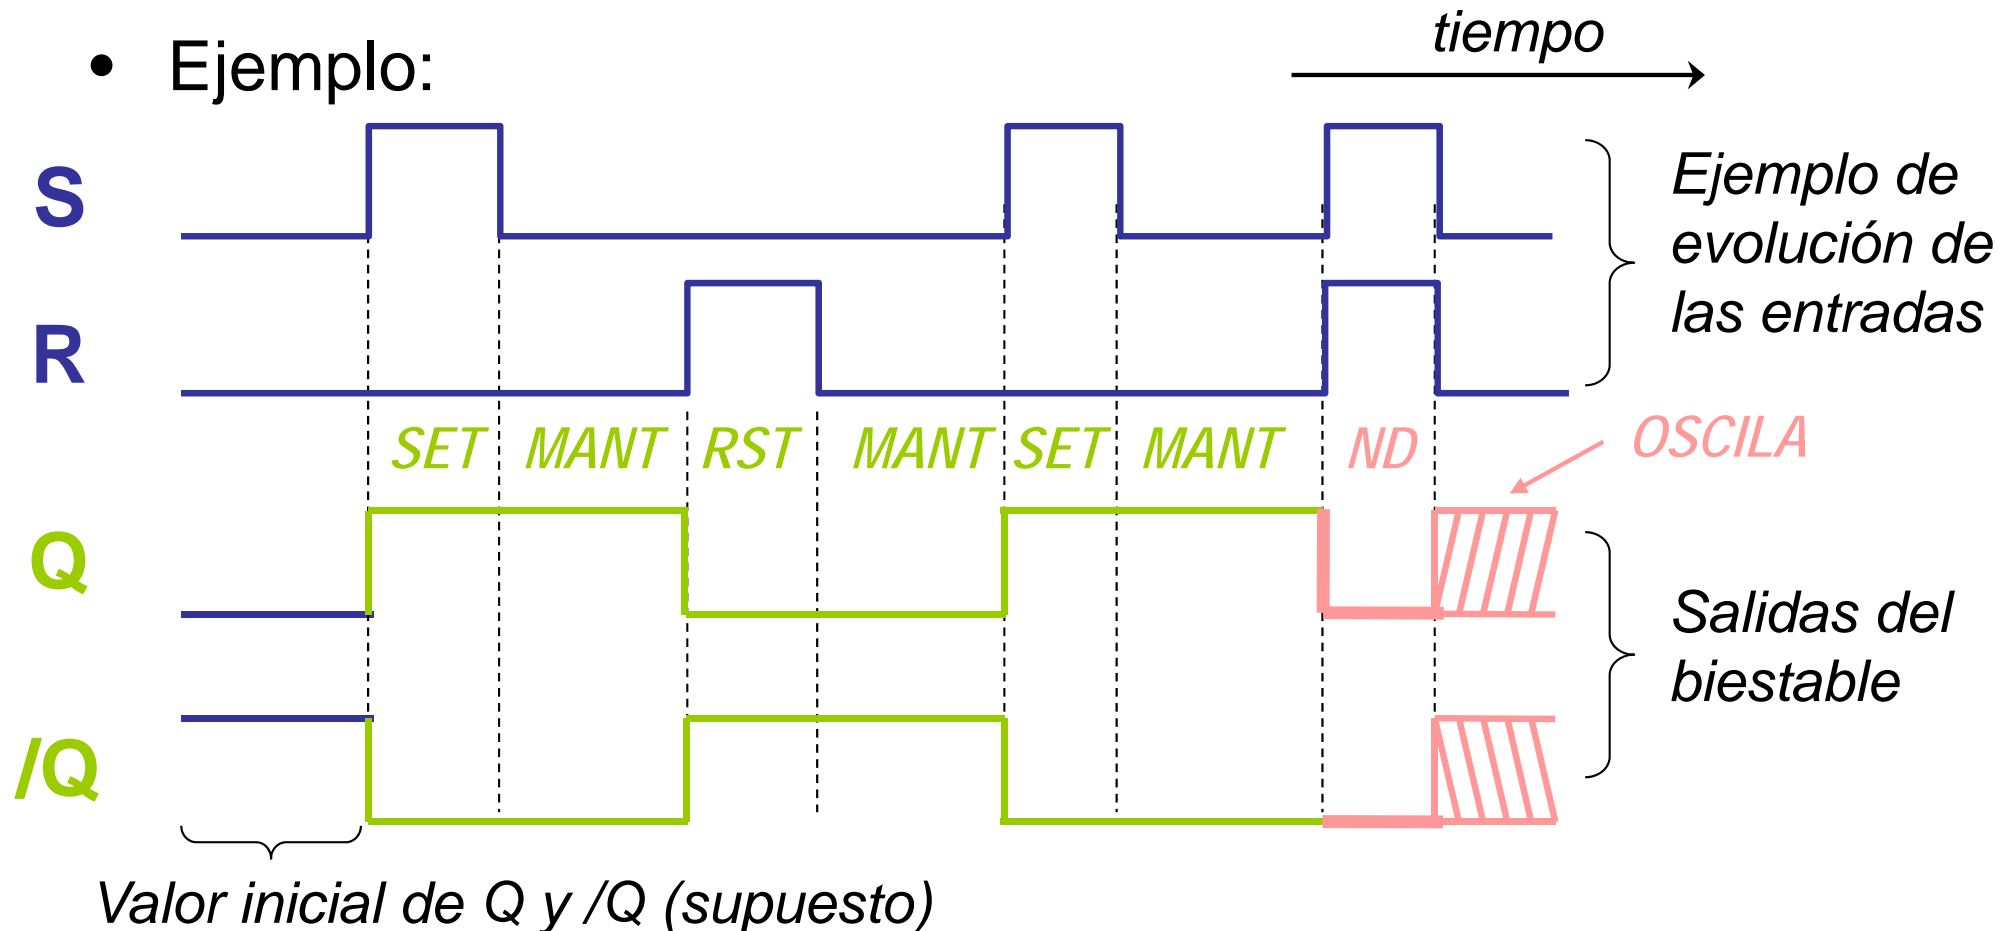 • Ejemplo:
tiempo
S
Ejemplo de
evolución de
las entradas
R
SET MANT RST MANT SET MANT ND OSCILA
Q
Salidas del
biestable
/Q
Valor inicial de Q y /Q (supuesto)